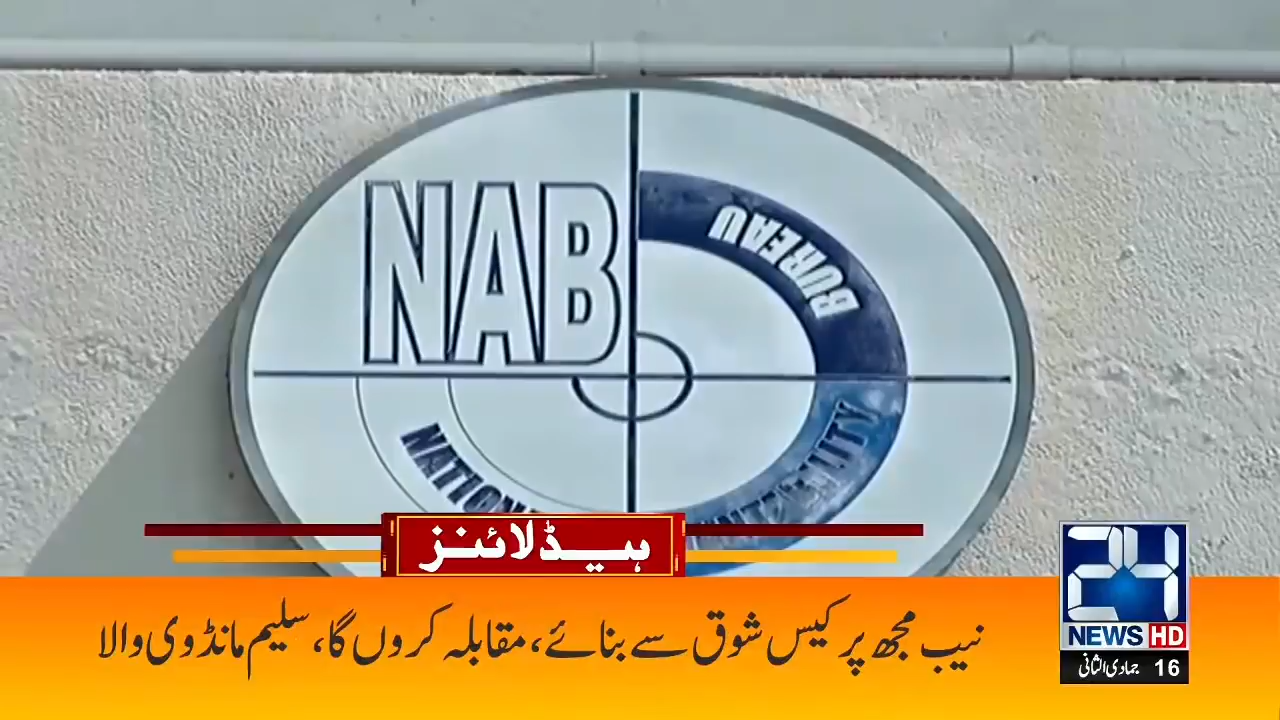 NAB
BUREAU
ہیڈلائنز
نیب مجھ پر کیس شوق سے بنائے، مقابلہ کروں گا، سلیم مانڈوی والا
24
NEWS HD
16 جمادی الثانی